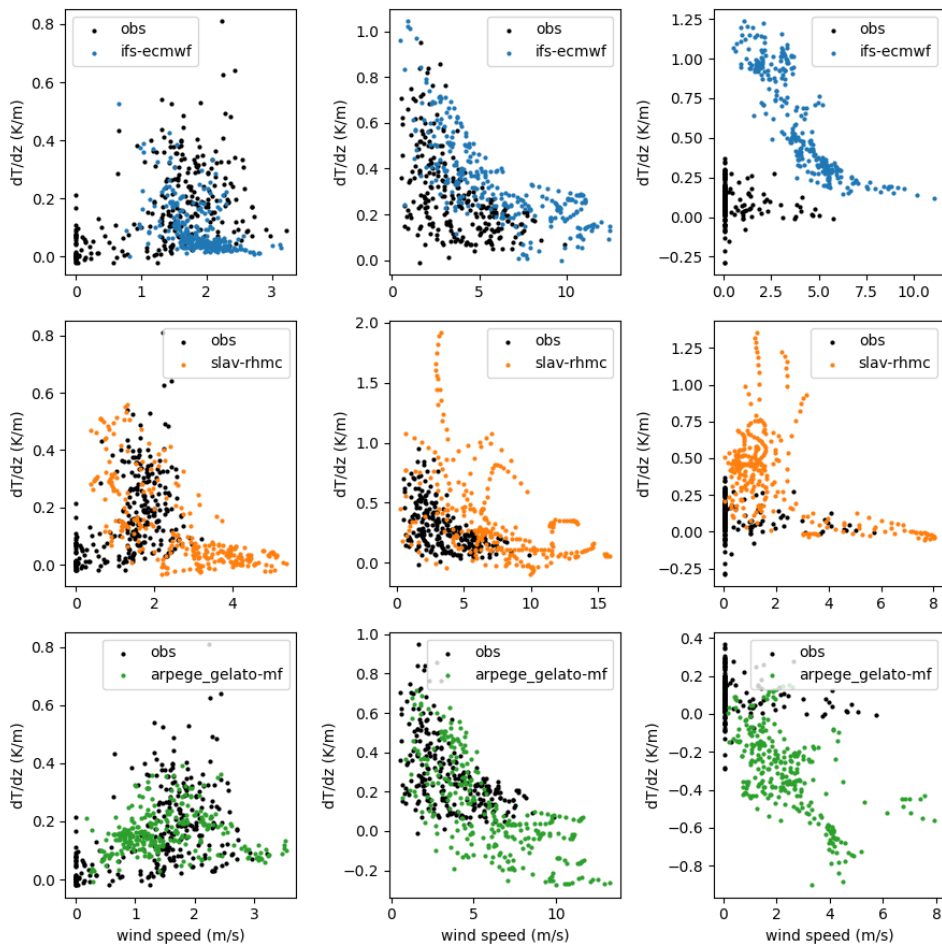 0.8
0.6
0.4
0.2
0.0
dT/dz (K/m)
obs
ifs-ecmwf
0 1 2 3
1.0
0.8
0.6
0.4
0.2
0.0
dT/dz (K/m)
obs
ifs-ecmwf
0 5 10
1.25
1.00
0.75
0.50
0.25
0.00
−0.25
dT/dz (K/m)
obs
ifs-ecmwf
0.0 2.5 5.0 7.5 10.0
0.8
0.6
0.4
0.2
0.0
dT/dz (K/m)
obs
slav-rhmc
0 2 4
2.0
1.5
1.0
0.5
0.0
dT/dz (K/m)
obs
slav-rhmc
0 5 10 15
1.25
1.00
0.75
0.50
0.25
0.00
−0.25
dT/dz (K/m)
obs
slav-rhmc
0 2 4 6 8
0.8
0.6
0.4
0.2
0.0
dT/dz (K/m)
obs
arpege_gelato-mf
0 1 2 3
wind speed (m/s)
1.0
0.8
0.6
0.4
0.2
0.0
−0.2
dT/dz (K/m)
obs
arpege_gelato-mf
0 5 10
wind speed (m/s)
0.4
0.2
0.0
−0.2
−0.4
−0.6
−0.8
dT/dz (K/m)
obs
arpege_gelato-mf
0 2 4 6 8
wind speed (m/s)